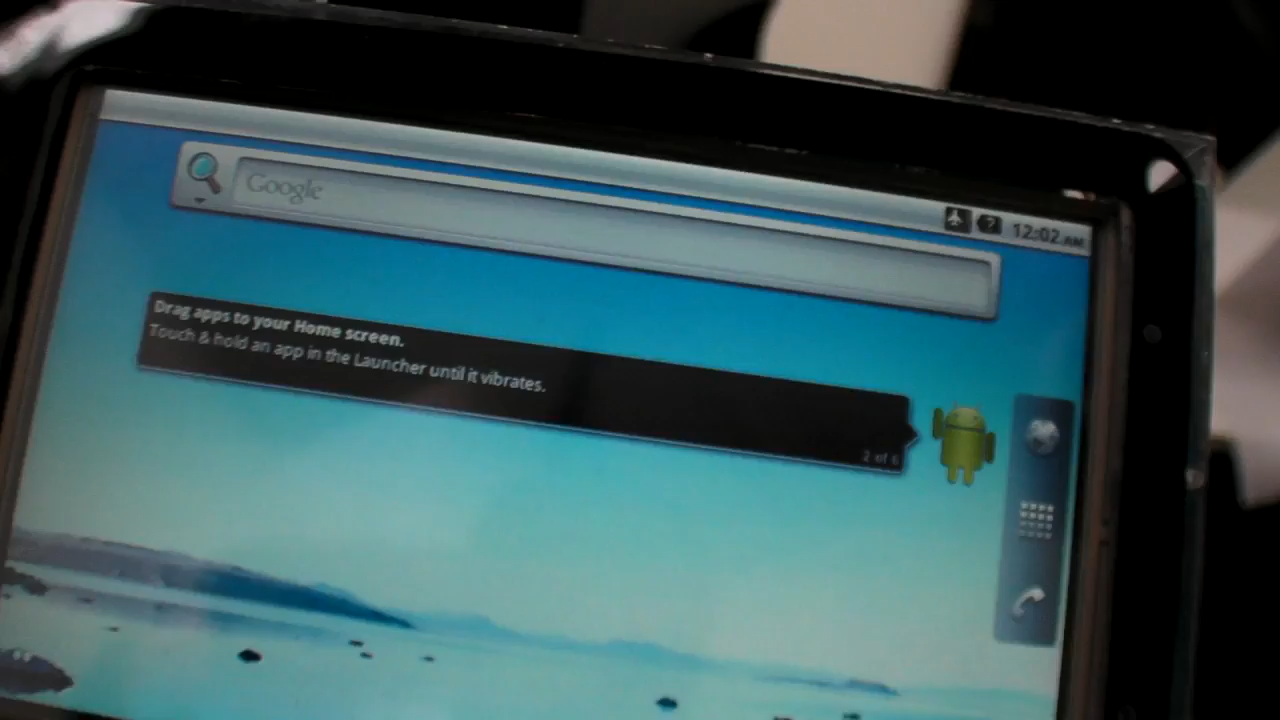 12:02 AM
Google
Drag apps to your Home screen.
Touch & hold an app in the Launcher until it vibrates.
2 of 6